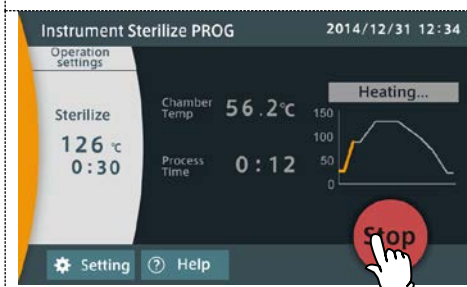 Instrument Sterilize PROG 2014/12/31 12:34
Operation
settings
Sterilize
126 ℃
0:30
Chamber
Temp
56.2℃
Process
Time
0:12
Heating...
150
100
50
0
Stop
Setting
? Help